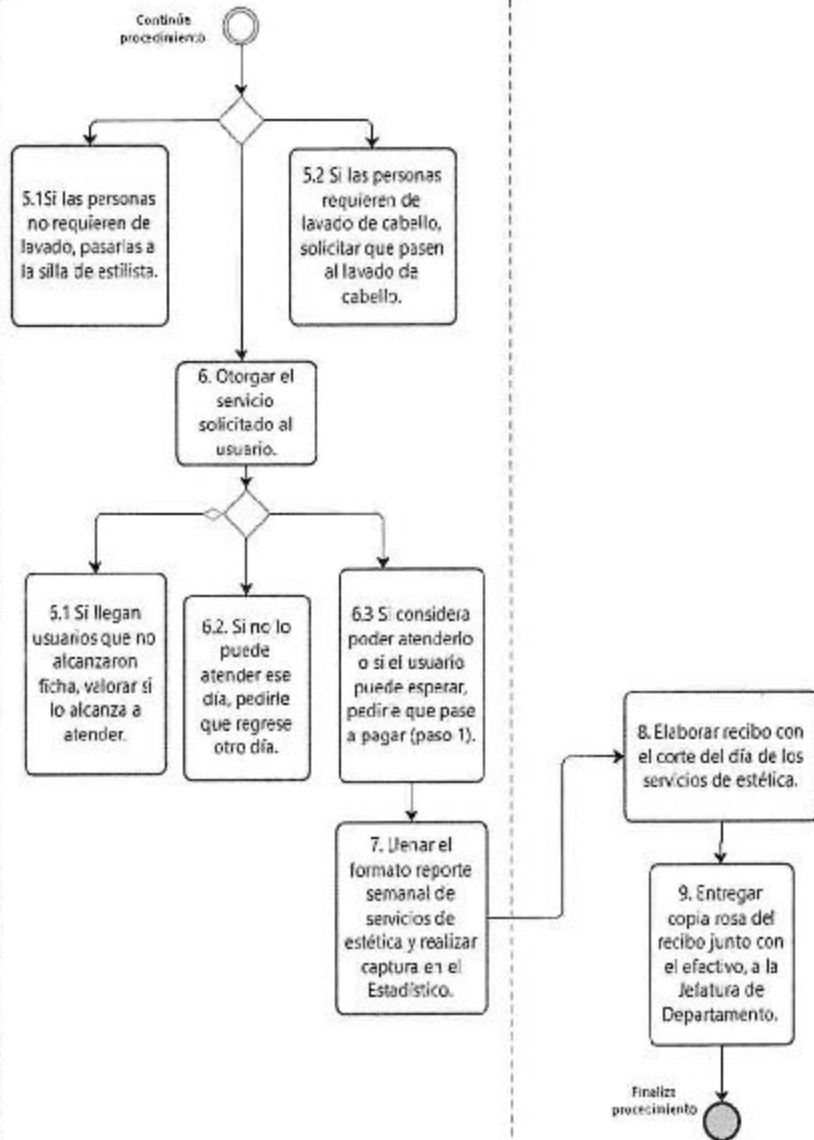 Continúa
procedimiento
5.1Si las personas
no requieren de
lavado, pasarlas a
la silla de estilista.
5.2 Si las personas
requieren de
lavado de cabello,
solicitar que pasen
al lavado de
cabello.
6. Otorgar el
servicio
solicitado al
usuario.
6.1 Si llegan
usuarios que no
alcanzaron
ficha, valorar si
lo alcanza a
atender.
6.2. Si no lo
puede
atender ese
día, pedirle
que regrese
otro día.
6.3 Si considera
poder atenderlo
o si el usuario
puede esperar,
pedirle que pase
a pagar (paso 1).
7. Llenar el
formato reporte
semanal de
servicios de
estética y realizar
captura en el
Estadístico.
8. Elaborar recibo con
el corte del día de los
servicios de estética.
9. Entregar
copia rosa del
recibo junto con
el efectivo, a la
Jefatura de
Departamento.
Finaliza
procedimiento